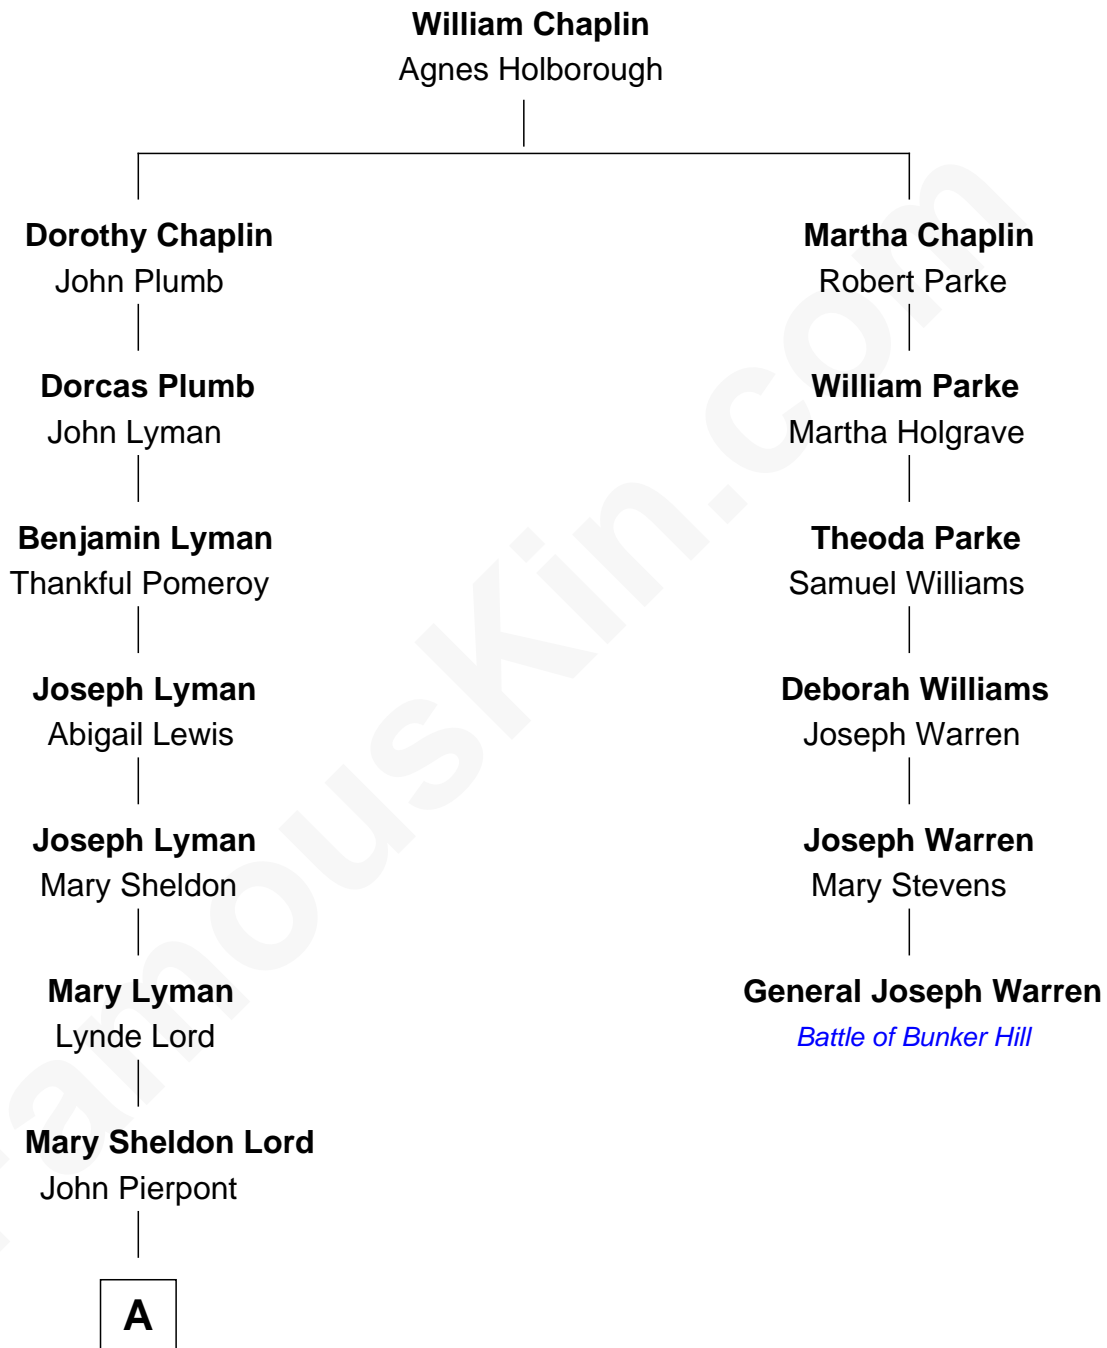 William Chaplin
Agnes Holborough
Dorothy Chaplin
John Plumb
Martha Chaplin
Robert Parke
Dorcas Plumb
John Lyman
William Parke
Martha Holgrave
Benjamin Lyman
Thankful Pomeroy
Theoda Parke
Samuel Williams
Joseph Lyman
Abigail Lewis
Deborah Williams
Joseph Warren
Joseph Lyman
Mary Sheldon
Joseph Warren
Mary Stevens
Mary Lyman
Lynde Lord
General Joseph Warren
Battle of Bunker Hill
Mary Sheldon Lord
John Pierpont
A
FamousKin.com